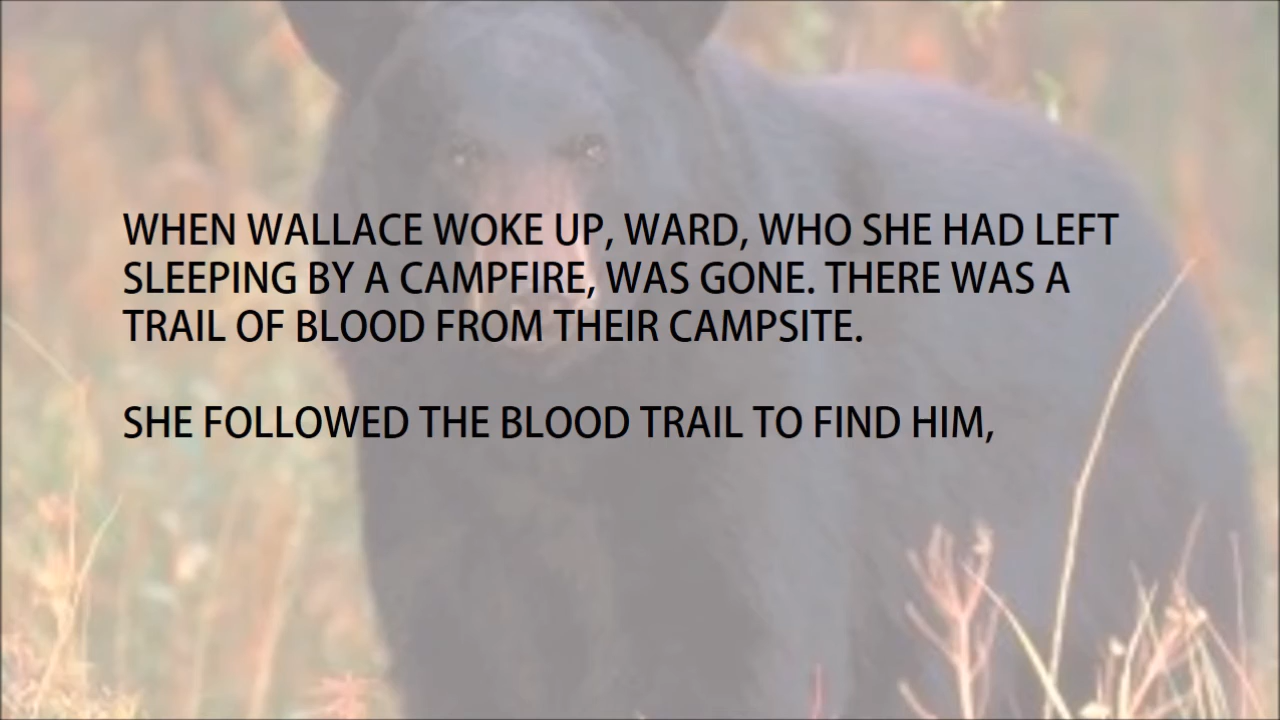 WHEN WALLACE WOKE UP, WARD, WHO SHE HAD LEFT
SLEEPING BY A CAMPFIRE, WAS GONE. THERE WAS A
TRAIL OF BLOOD FROM THEIR CAMPSITE.
SHE FOLLOWED THE BLOOD TRAIL TO FIND HIM,